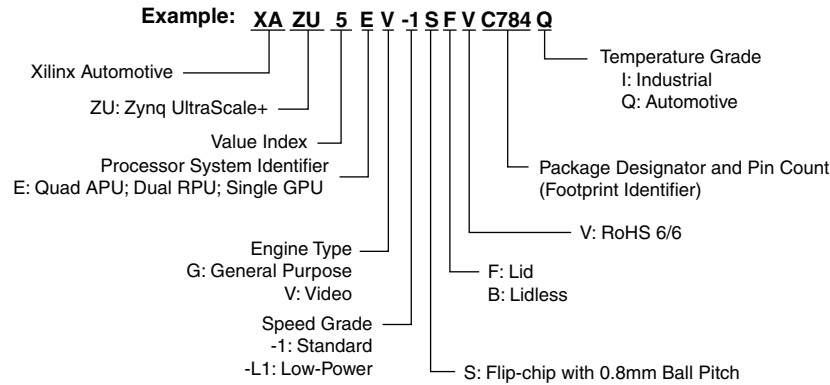 Example: XA ZU 5 E V -1 S F V C784 Q
Xilinx Automotive
ZU: Zynq UltraScale+
Value Index
Processor System Identifier
E: Quad APU; Dual RPU; Single GPU
Engine Type
G: General Purpose
V: Video
Speed Grade
-1: Standard
-L1: Low-Power
Temperature Grade
I: Industrial
Q: Automotive
Package Designator and Pin Count
(Footprint Identifier)
V: RoHS 6/6
F: Lid
B: Lidless
S: Flip-chip with 0.8mm Ball Pitch